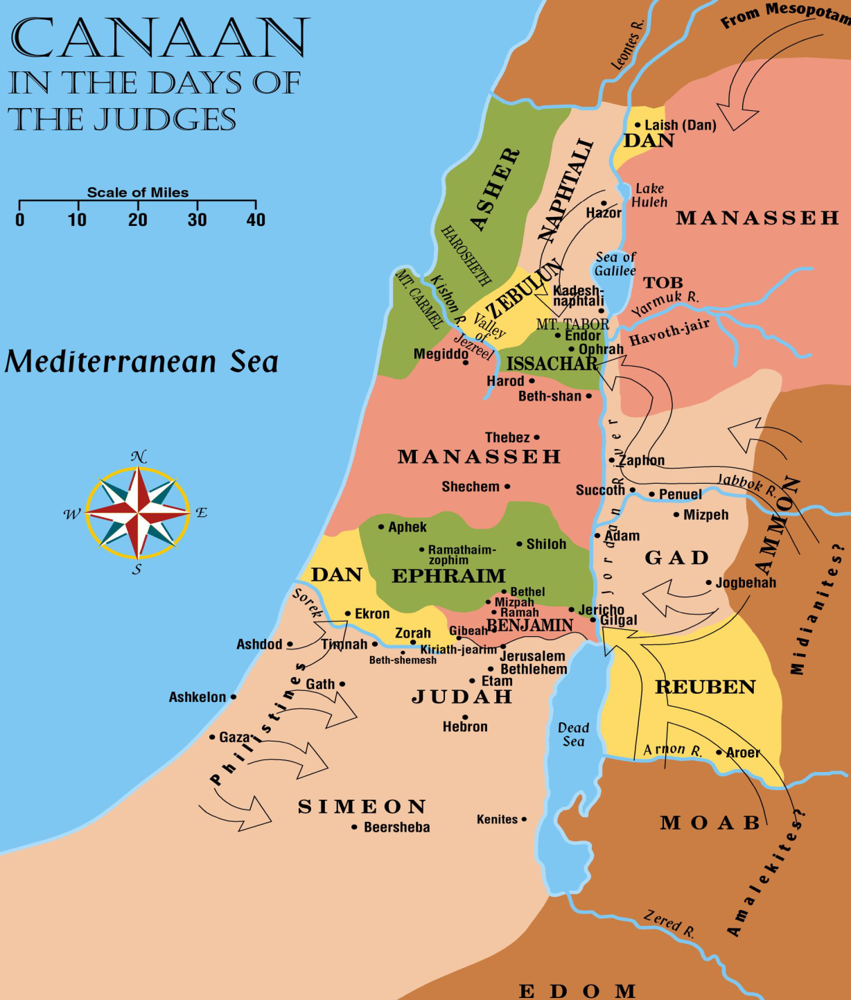 CANAAN
IN THE DAYS OF
THE JUDGES
Scale of Miles
0 10 20 30 40
From Mesopotam
Leontes R.
Laish (Dan)
DAN
ASHER
NAPHTALI
Lake
Huleh
Hazor
MANASSEH
HAROSHETH
Sea of
Galilee
MT. CARMEL
Kishon R.
ZEBULUN
Kadesh-
naphtali
TOB
Yarmuk R.
Valley
of
Jezreel
MT. TABOR
Havoth-jair
Endor
Ophrah
Megiddo
ISSACHAR
Mediterranean Sea
Harod
Beth-shan
Thebez
MANASSEH
Jordan River
Zaphon
N
W
E
S
Shechem
Succoth
Penuel
Jabbok R.
Mizpeh
AMMON
Aphek
Adam
Shiloh
Ramathaim-
zophim
GAD
DAN
EPHRAIM
Jogbehah
Midianites?
Bethel
Mizpah
Ramah
Jericho
Gilgal
Sorek
Ekron
BENJAMIN
Gibeah
Zorah
Ashdod
Timnah
Kiriath-jearim
Jerusalem
Beth-shemesh
Bethlehem
Gath
Etam
REUBEN
Ashkelon
JUDAH
Hebron
Dead
Sea
Gaza
Philistines
Arnon R.
Aroer
SIMEON
Beersheba
Kenites
MOAB
Amalekites?
Zered R.
EDOM